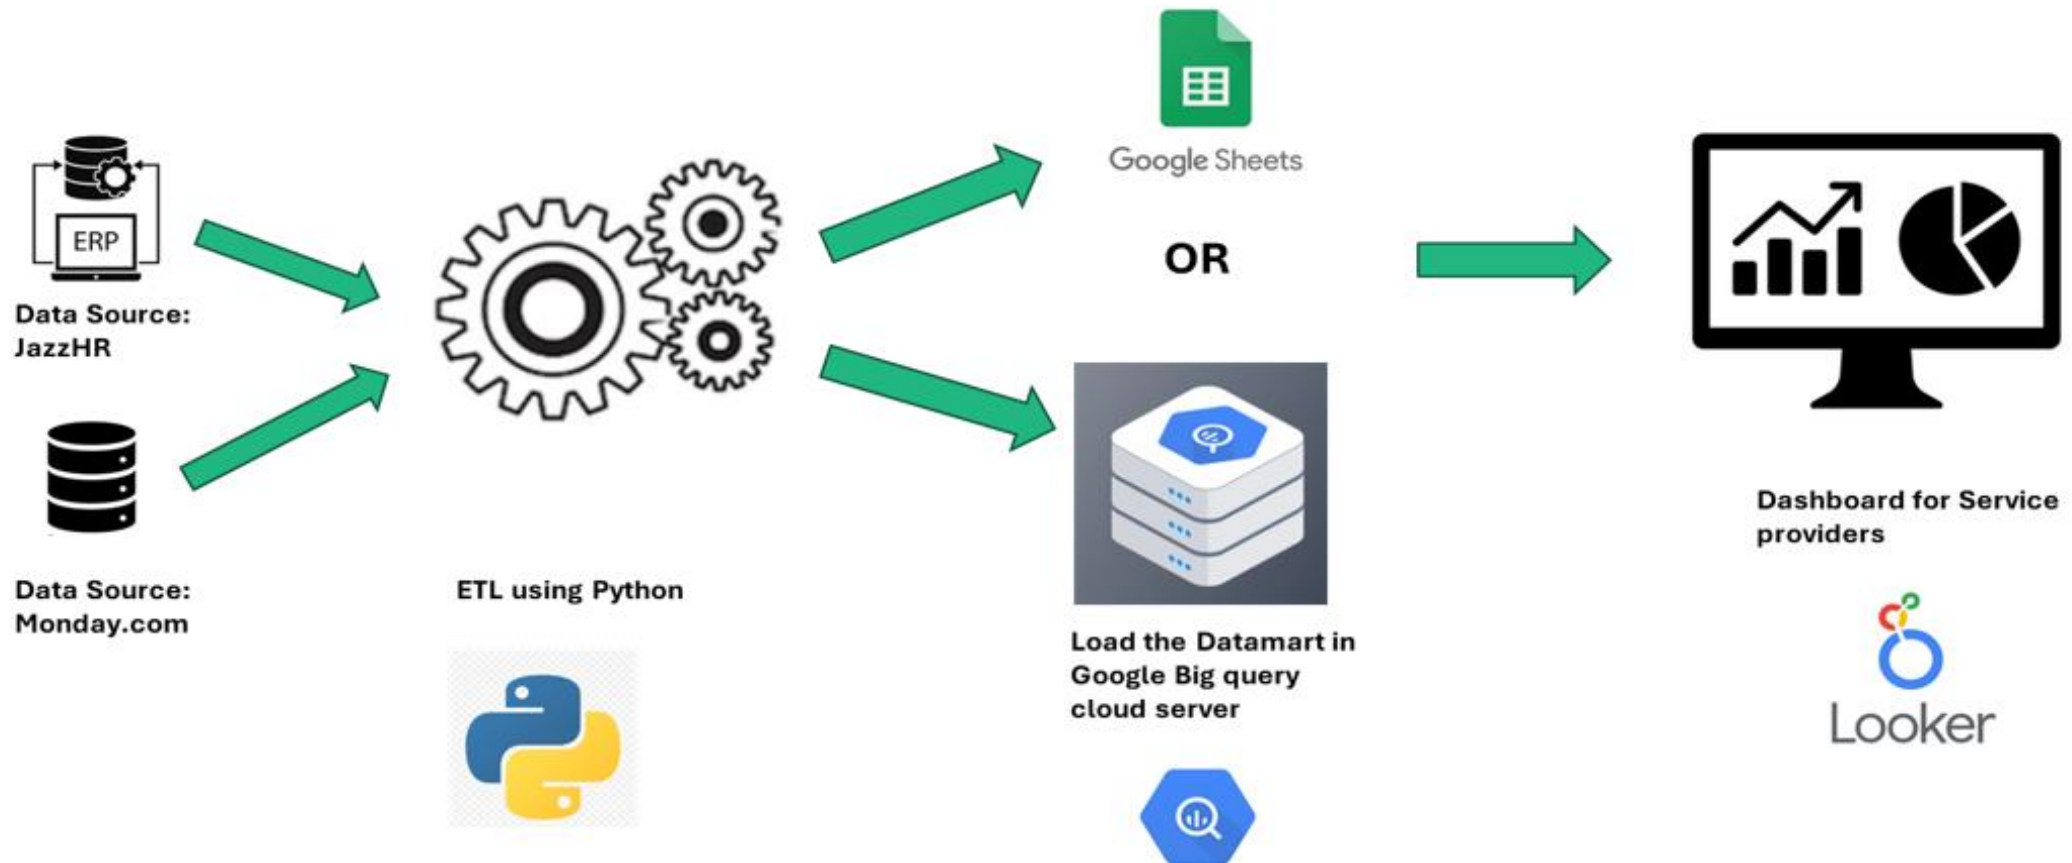 ERP
Data Source:
JazzHR
Data Source:
Monday.com
ETL using Python
Google Sheets
OR
Load the Datamart in
Google Big query
cloud server
Dashboard for Service
providers
Looker